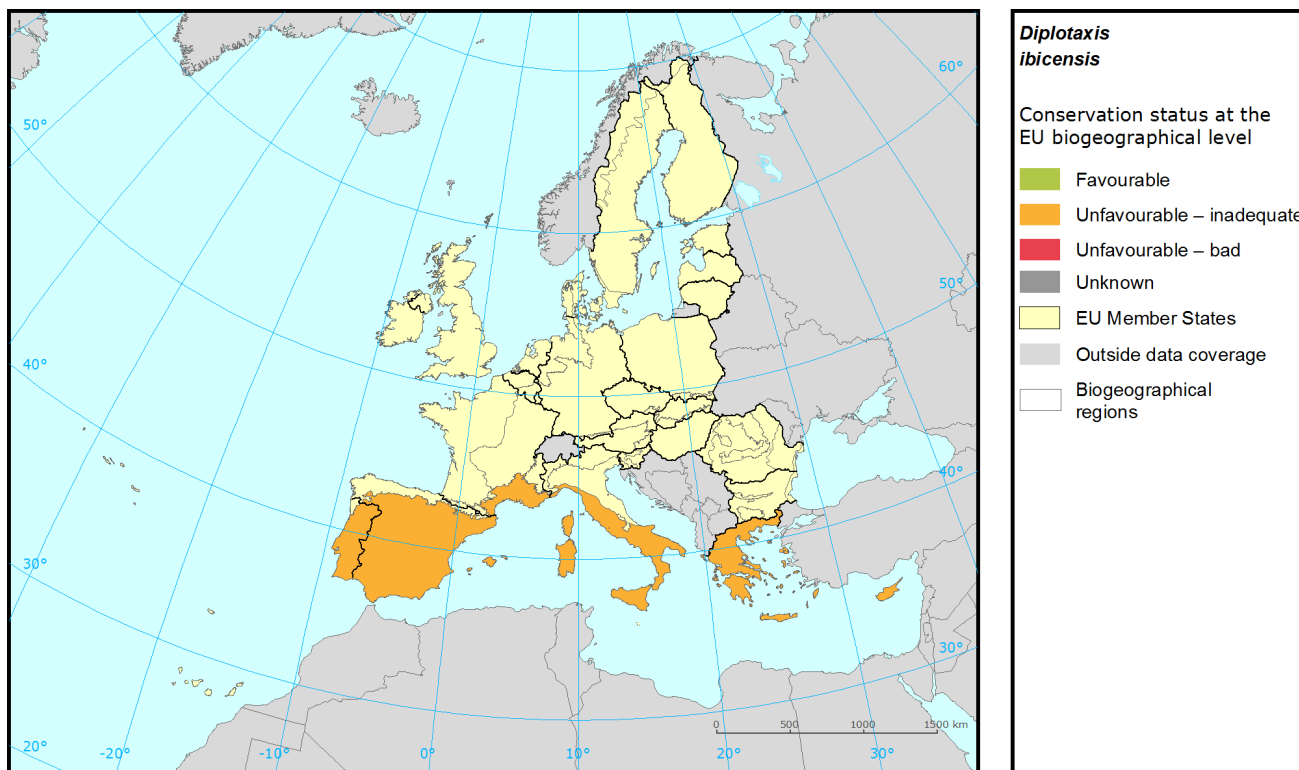 Diplotaxis
ibicensis
Conservation status at the
EU biogeographical level
Favourable
Unfavourable – inadequate
Unfavourable – bad
Unknown
EU Member States
Outside data coverage
Biogeographical
regions
60°
50°
50°
40°
40°
30°
30°
0 500 1000 1500 km
20° -20° -10° 0° 10° 20° 30°